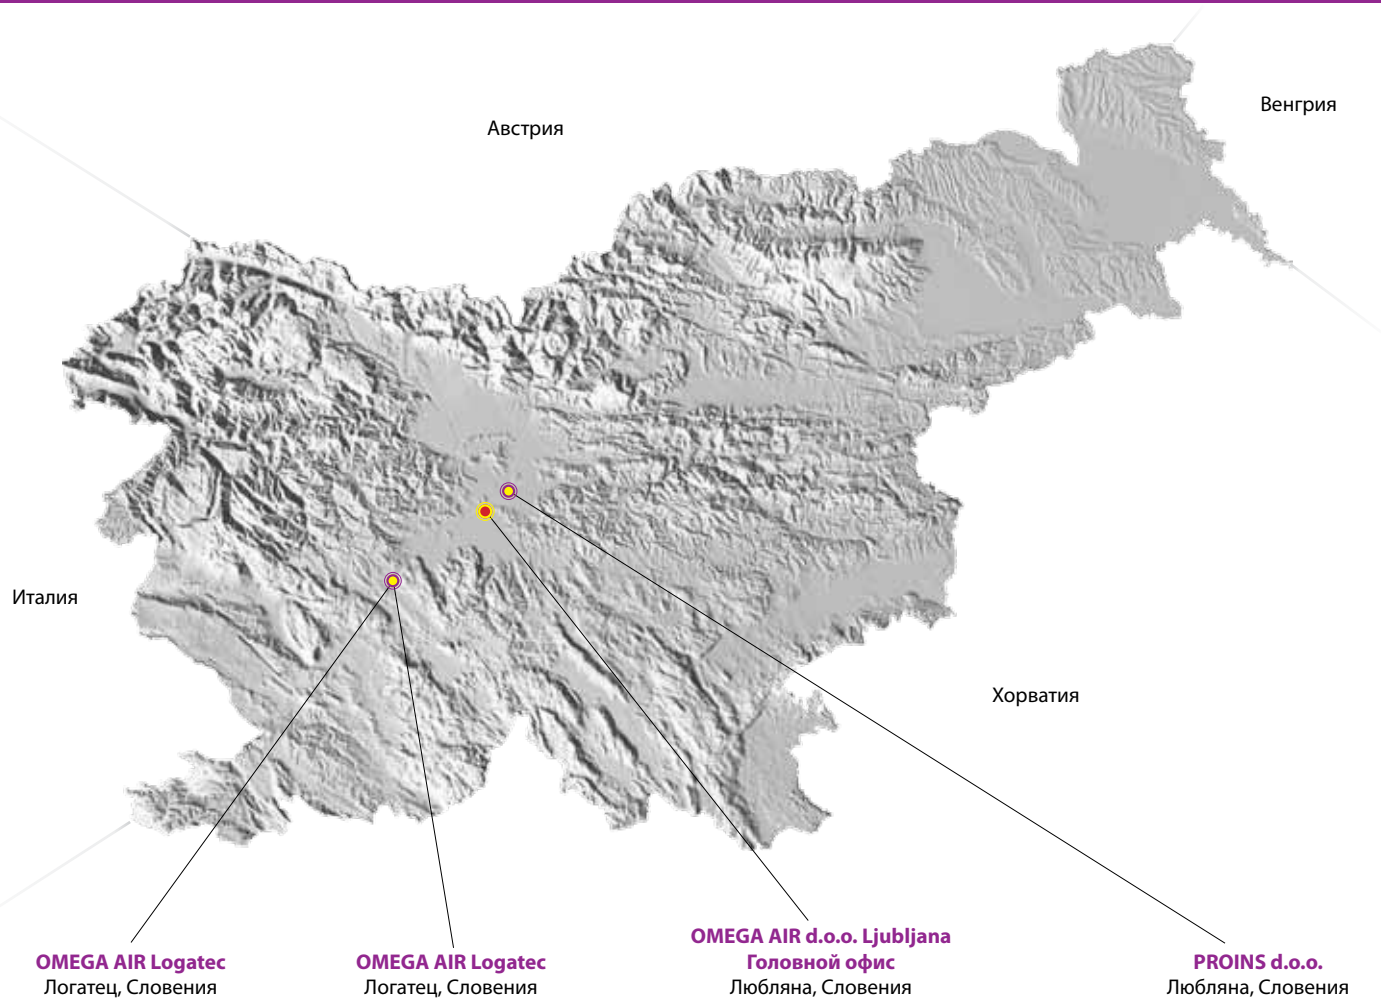 Венгрия
Австрия
Италия
Хорватия
OMEGA AIR Logatec
Логатец, Словения
OMEGA AIR Logatec
Логатец, Словения
OMEGA AIR d.o.o. Ljubljana
Головной офис
Любляна, Словения
PROINS d.o.o.
Любляна, Словения